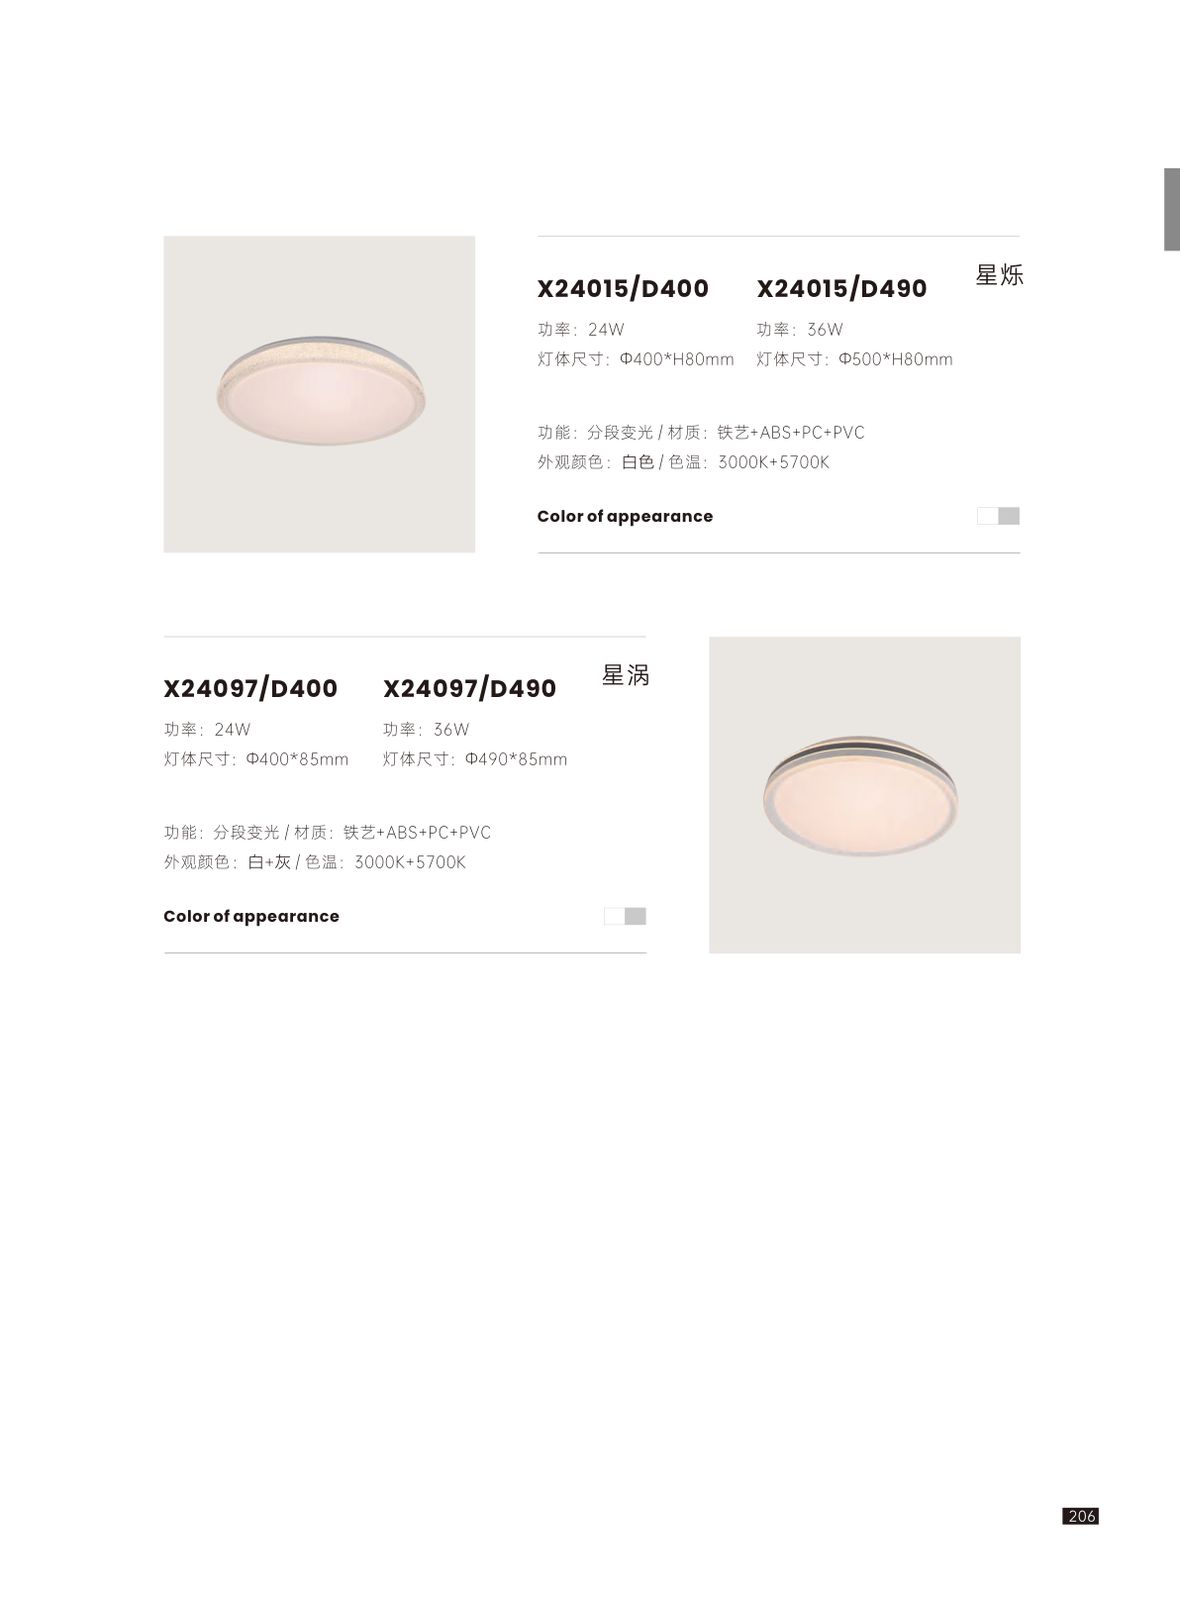 星烁
X24015/D400 X24015/D490
功率：24W 功率：36W
灯体尺寸：Φ400*H80mm 灯体尺寸：Φ500*H80mm
功能：分段变光 / 材质：铁艺+ABS+PC+PVC
外观颜色：白色 / 色温：3000K+5700K
Color of appearance
星涡
X24097/D400 X24097/D490
功率：24W 功率：36W
灯体尺寸：Φ400*85mm 灯体尺寸：Φ490*85mm
功能：分段变光 / 材质：铁艺+ABS+PC+PVC
外观颜色：白+灰 / 色温：3000K+5700K
Color of appearance
206